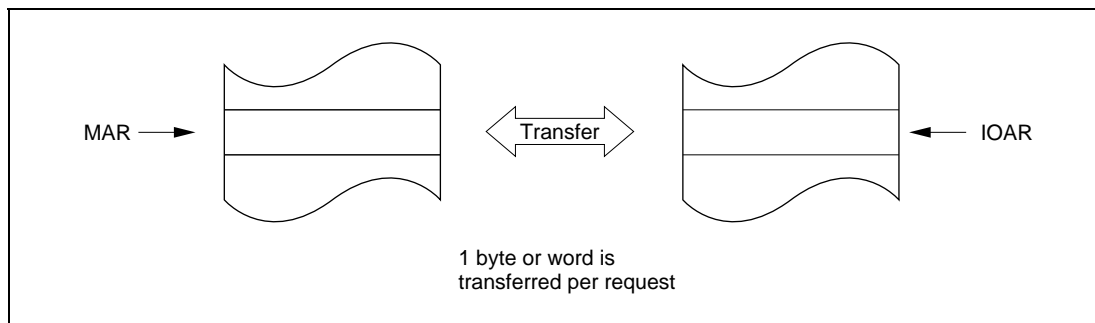 MAR
Transfer
IOAR
1 byte or word is
transferred per request